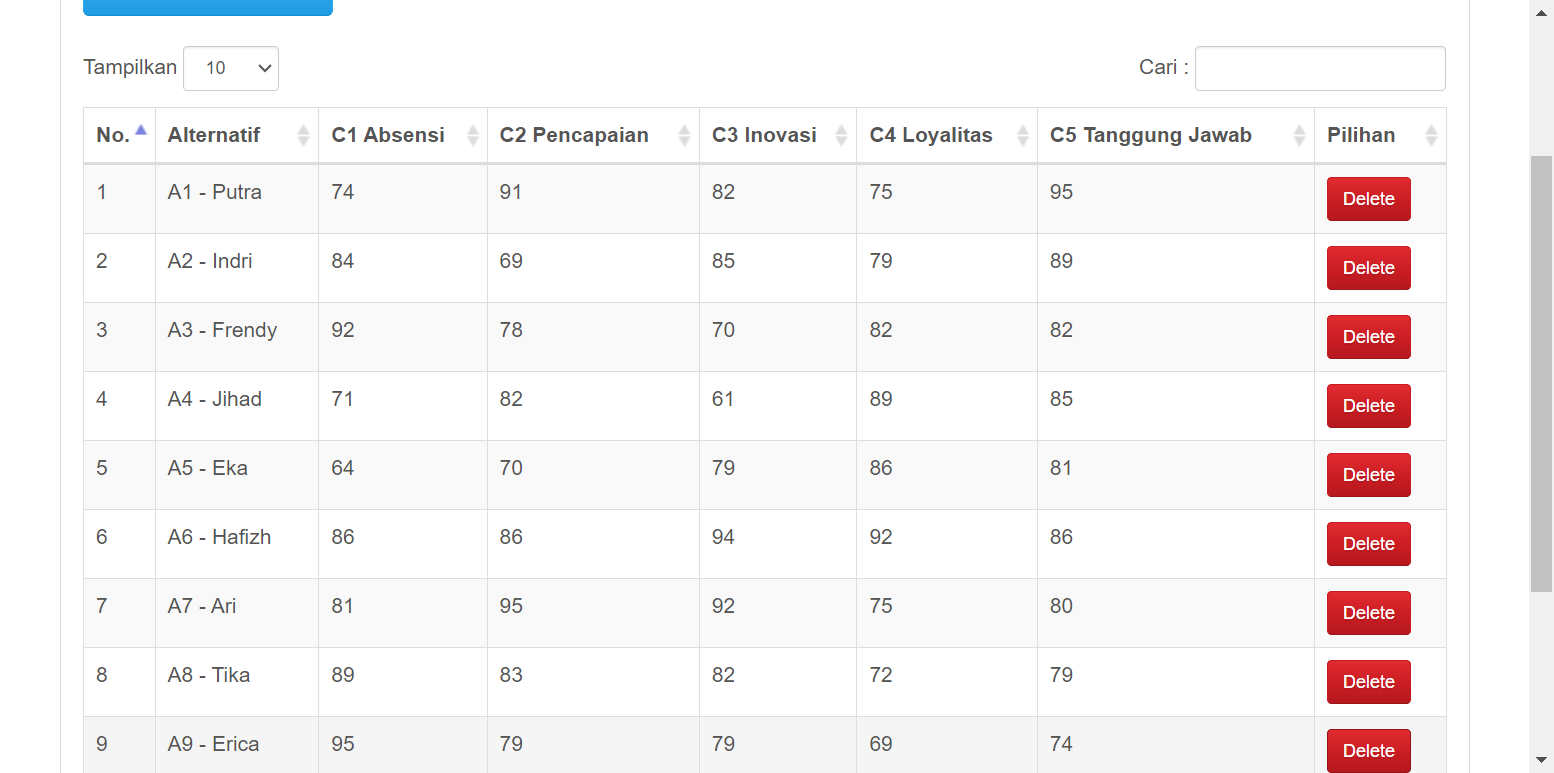 Tampilkan 10 Cari :
No. Alternatif C1 Absensi C2 Pencapaian C3 Inovasi C4 Loyalitas C5 Tanggung Jawab Pilihan
1 A1 - Putra 74 91 82 75 95 Delete
2 A2 - Indri 84 69 85 79 89 Delete
3 A3 - Frendy 92 78 70 82 82 Delete
4 A4 - Jihad 71 82 61 89 85 Delete
5 A5 - Eka 64 70 79 86 81 Delete
6 A6 - Hafizh 86 86 94 92 86 Delete
7 A7 - Ari 81 95 92 75 80 Delete
8 A8 - Tika 89 83 82 72 79 Delete
9 A9 - Erica 95 79 79 69 74 Delete